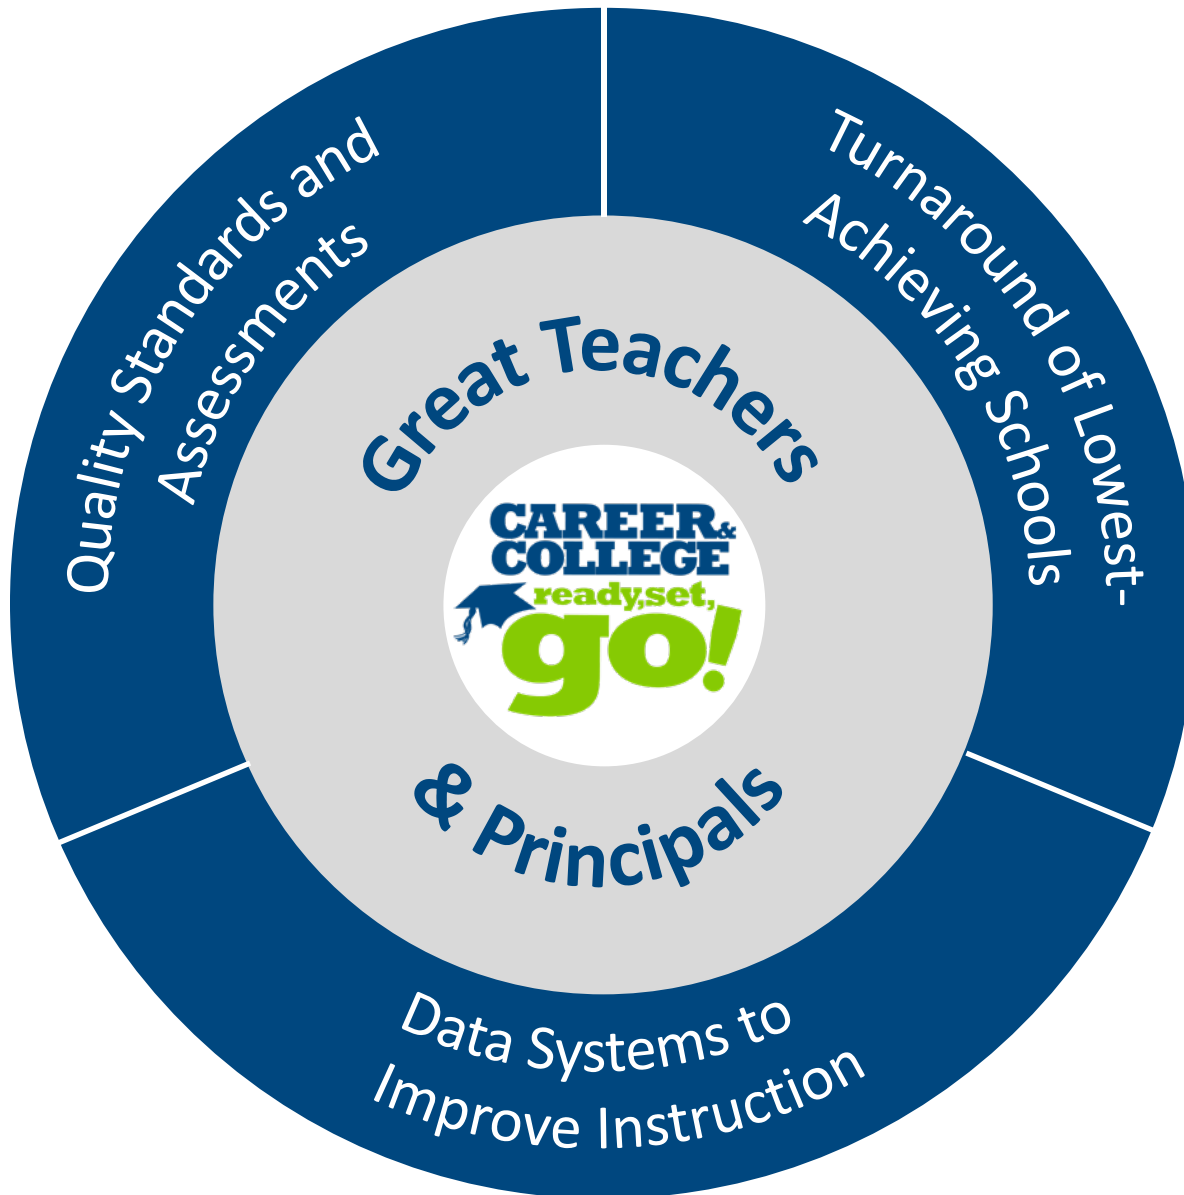 Quality Standards and
Assessments
Turnaround of Lowest-
Achieving Schools
Great Teachers
CAREER &
COLLEGE
ready, set,
go!
& Principals
Data Systems to
Improve Instruction